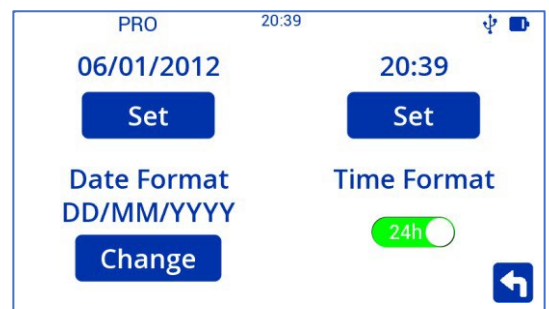 PRO 20:39
06/01/2012 20:39
Set Set
Date Format Time Format
DD/MM/YYYY
24h
Change